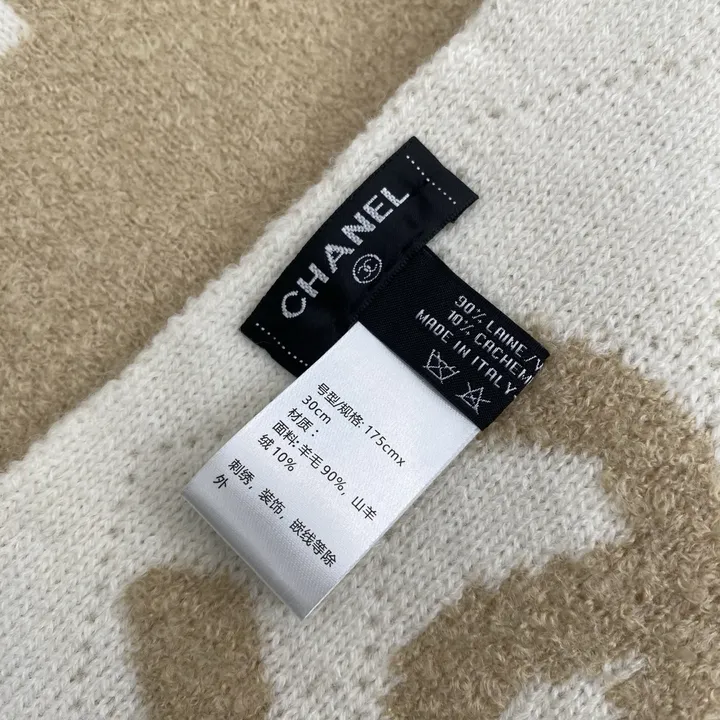 CHANEL
90% LAINE/
10% CACHEM
MADE IN ITALY
号型/规格: 175cmx
30cm
材质：
面料: 羊毛 90%，山羊
绒 10%
刺绣，装饰，嵌线等除
外